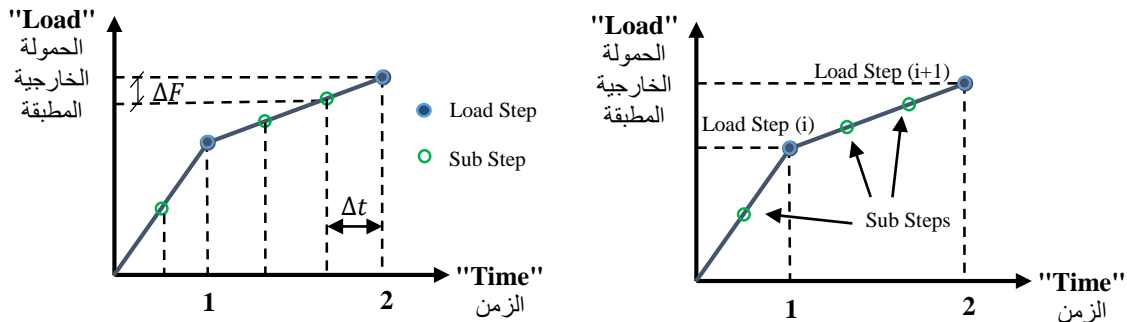 "Load"
الحمولة
الخارجية
المطبقة
ΔF
Load Step
Sub Step
Δt
1
2
"Time"
الزمن
"Load"
الحمولة
الخارجية
المطبقة
Load Step (i+1)
Load Step (i)
Sub Steps
1
2
"Time"
الزمن